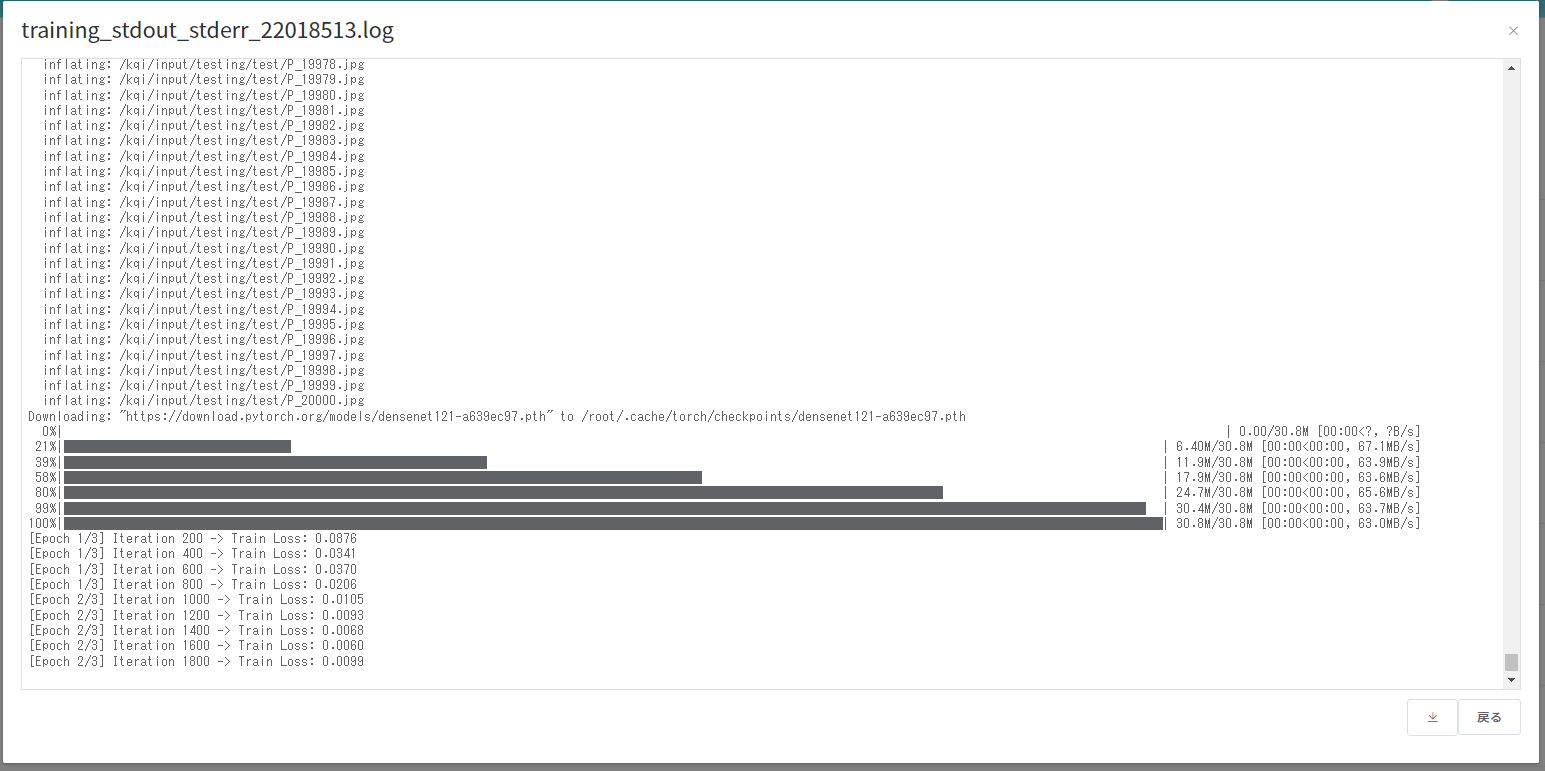 training_stdout_stderr_22018513.log
×
inflating: /kqi/input/testing/test/P_19978.jpg
inflating: /kqi/input/testing/test/P_19979.jpg
inflating: /kqi/input/testing/test/P_19980.jpg
inflating: /kqi/input/testing/test/P_19981.jpg
inflating: /kqi/input/testing/test/P_19982.jpg
inflating: /kqi/input/testing/test/P_19983.jpg
inflating: /kqi/input/testing/test/P_19984.jpg
inflating: /kqi/input/testing/test/P_19985.jpg
inflating: /kqi/input/testing/test/P_19986.jpg
inflating: /kqi/input/testing/test/P_19987.jpg
inflating: /kqi/input/testing/test/P_19988.jpg
inflating: /kqi/input/testing/test/P_19989.jpg
inflating: /kqi/input/testing/test/P_19990.jpg
inflating: /kqi/input/testing/test/P_19991.jpg
inflating: /kqi/input/testing/test/P_19992.jpg
inflating: /kqi/input/testing/test/P_19993.jpg
inflating: /kqi/input/testing/test/P_19994.jpg
inflating: /kqi/input/testing/test/P_19995.jpg
inflating: /kqi/input/testing/test/P_19996.jpg
inflating: /kqi/input/testing/test/P_19997.jpg
inflating: /kqi/input/testing/test/P_19998.jpg
inflating: /kqi/input/testing/test/P_19999.jpg
inflating: /kqi/input/testing/test/P_20000.jpg
Downloading: "https://download.pytorch.org/models/densenet121-a639ec97.pth" to /root/.cache/torch/checkpoints/densenet121-a639ec97.pth
0%| | 0.00/30.8M [00:00<?, ?B/s]
21%| | 6.40M/30.8M [00:00<00:00, 67.1MB/s]
39%| | 11.9M/30.8M [00:00<00:00, 63.9MB/s]
58%| | 17.9M/30.8M [00:00<00:00, 63.6MB/s]
80%| | 24.7M/30.8M [00:00<00:00, 65.6MB/s]
99%| | 30.4M/30.8M [00:00<00:00, 63.7MB/s]
100%| | 30.8M/30.8M [00:00<00:00, 63.0MB/s]
[Epoch 1/3] Iteration 200 -> Train Loss: 0.0876
[Epoch 1/3] Iteration 400 -> Train Loss: 0.0341
[Epoch 1/3] Iteration 600 -> Train Loss: 0.0370
[Epoch 1/3] Iteration 800 -> Train Loss: 0.0206
[Epoch 2/3] Iteration 1000 -> Train Loss: 0.0105
[Epoch 2/3] Iteration 1200 -> Train Loss: 0.0093
[Epoch 2/3] Iteration 1400 -> Train Loss: 0.0068
[Epoch 2/3] Iteration 1600 -> Train Loss: 0.0060
[Epoch 2/3] Iteration 1800 -> Train Loss: 0.0099
戻る